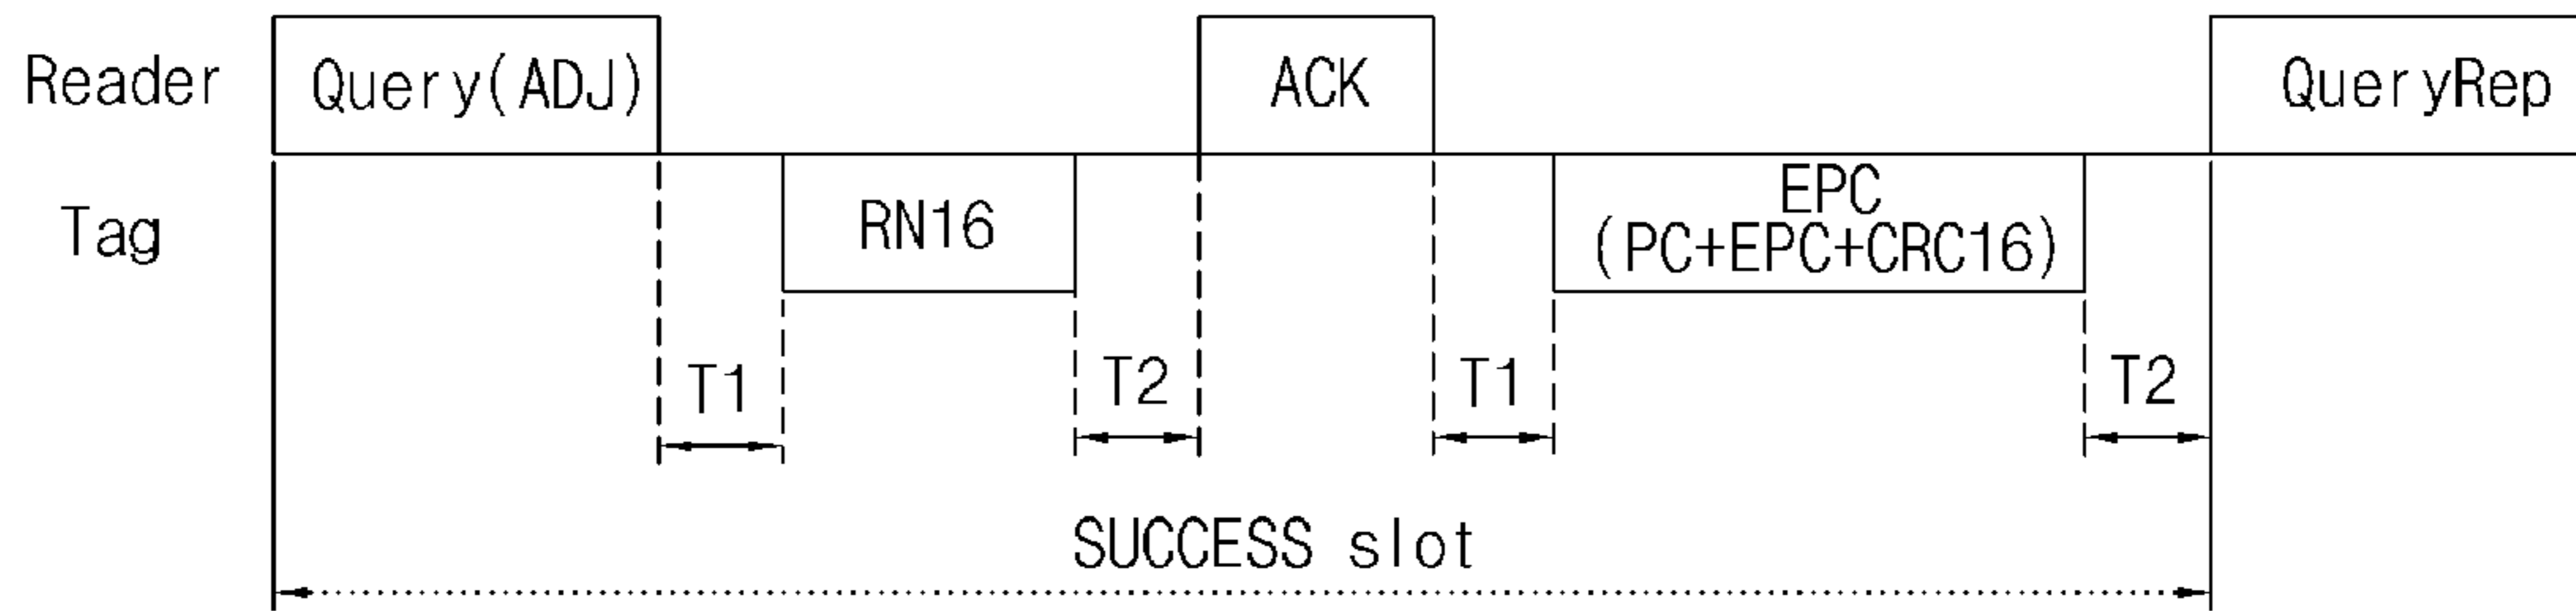 Reader Query(ADJ) ACK QueryRep
Tag RN16 EPC
(PC+EPC+CRC16)
T1 T2 T1 T2
SUCCESS slot